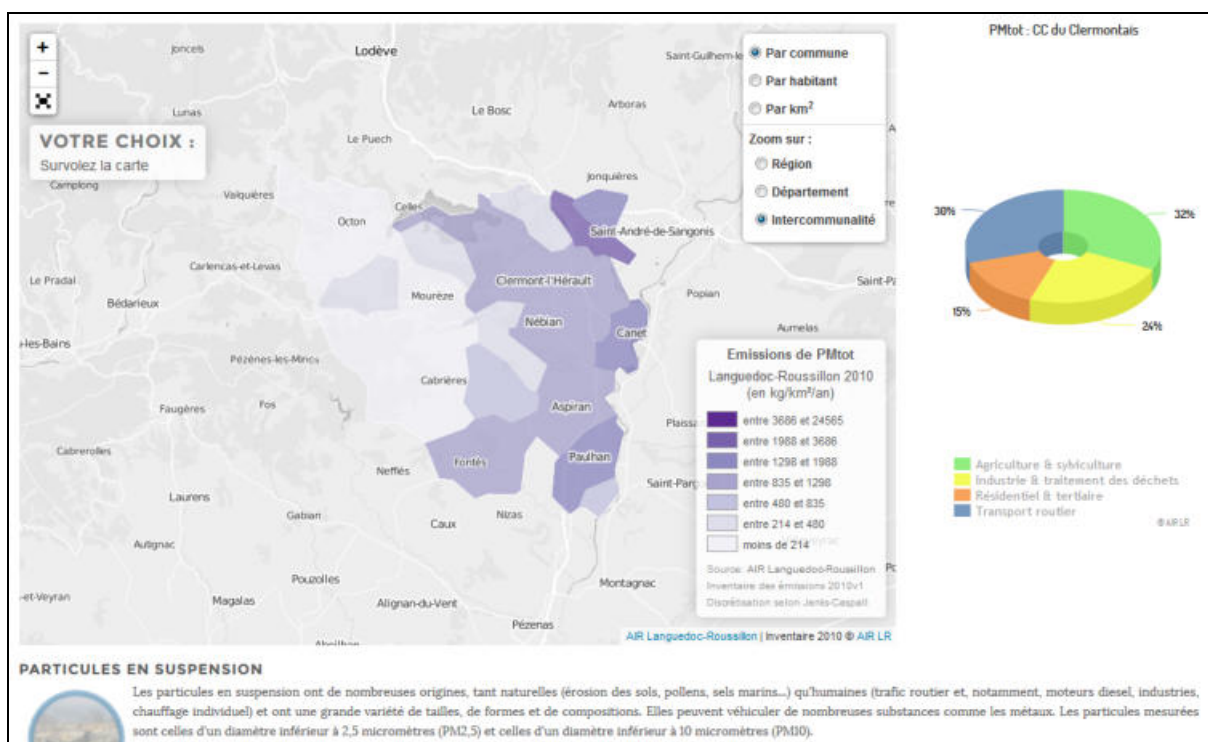 PMtot : CC du Clermontais
+
−
Joncels
Lodève
Lunas
Le Bosc
Arboras
Le Puech
Camplong
Valquières
Octon
Celles
Jonquières
Saint-André-de-Sangonis
Carlencas-et-Levas
Le Pradal
Bédarieux
Mourèze
Clermont-l'Hérault
Nébian
Canet
Popian
Aumelas
Pézènes-les-Mines
Cabrières
Aspiran
Faugères
Fos
Cabrerolles
Neffiès
Fontès
Paulhan
Laurens
Gabian
Caux
Nizas
Autignac
Pouzolles
Montagnac
-et-Veyran
Magalas
Alignan-du-Vent
Pézenas
VOTRE CHOIX :
Survolez la carte
Par commune
Par habitant
Par km²
Zoom sur :
Région
Département
Intercommunalité
Emissions de PMtot
Languedoc-Roussillon 2010
(en kg/km²/an)
entre 3686 et 24565
entre 1988 et 3686
entre 1298 et 1988
entre 835 et 1298
entre 480 et 835
entre 214 et 480
moins de 214
Source: AIR Languedoc-Roussillon
Inventaire des émissions 2010v1
Discrétisation selon Jenks-Caspall
AIR Languedoc-Roussillon | Inventaire 2010 © AIR LR
30%
32%
15%
24%
Agriculture & sylviculture
Industrie & traitement des déchets
Résidentiel & tertiaire
Transport routier
© AIR LR
PARTICULES EN SUSPENSION
Les particules en suspension ont de nombreuses origines, tant naturelles (érosion des sols, pollens, sels marins...) qu'humaines (trafic routier et, notamment, moteurs diesel, industries,
chauffage individuel) et ont une grande variété de tailles, de formes et de compositions. Elles peuvent véhiculer de nombreuses substances comme les métaux. Les particules mesurées
sont celles d'un diamètre inférieur à 2,5 micromètres (PM2,5) et celles d'un diamètre inférieur à 10 micromètres (PM10).